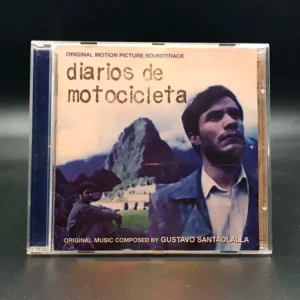 ORIGINAL MOTION PICTURE SOUNDTRACK
diarios de
motocicleta
ORIGINAL MUSIC COMPOSED BY GUSTAVO SANTAOLALLA